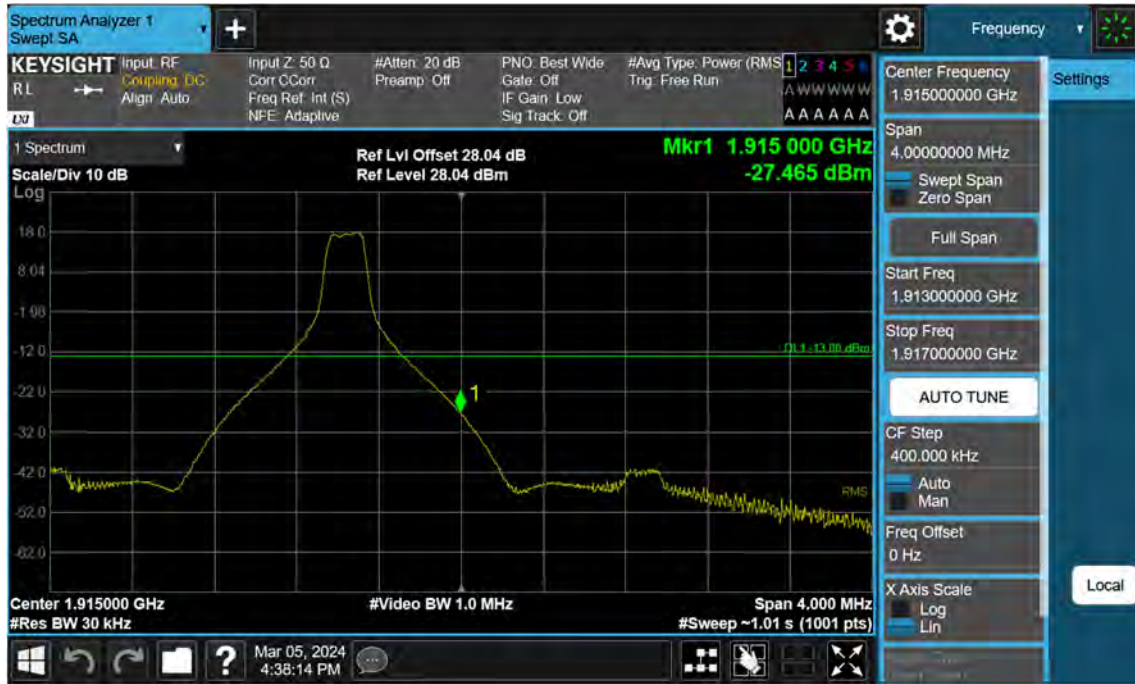 Spectrum Analyzer 1
Swept SA
+
Frequency
KEYSIGHT
RL
LXI
Input: RF
Coupling: DC
Align: Auto
Input Z: 50 Ω
Corr CCorr
Freq Ref: Int (S)
NFE: Adaptive
#Atten: 20 dB
Preamp: Off
PNO: Best Wide
Gate: Off
IF Gain: Low
Sig Track: Off
#Avg Type: Power (RMS
Trig: Free Run
1 2 3 4 5 6
A W W W W W
A A A A A A
1 Spectrum
Scale/Div 10 dB
Log
Ref Lvl Offset 28.04 dB
Ref Level 28.04 dBm
Mkr1 1.915 000 GHz
-27.465 dBm
18.0
8.04
-1.96
-12.0
-22.0
-32.0
-42.0
-52.0
-62.0
DL1 -13.00 dBm
1
RMS
Center 1.915000 GHz
#Res BW 30 kHz
#Video BW 1.0 MHz
Span 4.000 MHz
#Sweep ~1.01 s (1001 pts)
Center Frequency
1.915000000 GHz
Span
4.00000000 MHz
Swept Span
Zero Span
Full Span
Start Freq
1.913000000 GHz
Stop Freq
1.917000000 GHz
AUTO TUNE
CF Step
400.000 kHz
Auto
Man
Freq Offset
0 Hz
X Axis Scale
Log
Lin
Settings
Local
?
Mar 05, 2024
4:38:14 PM